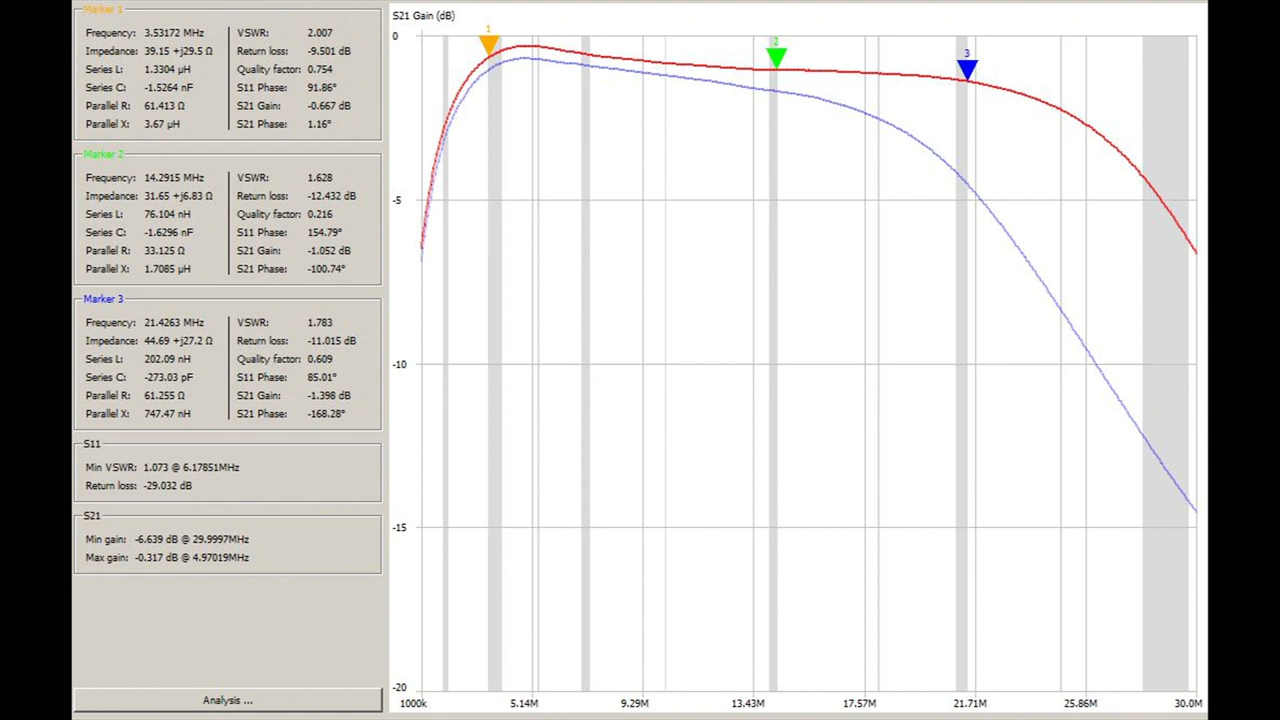 Marker 1
Frequency: 3.53172 MHz VSWR: 2.007
Impedance: 39.15 +j29.5 Ω Return loss: -9.501 dB
Series L: 1.3304 µH Quality factor: 0.754
Series C: -1.5264 nF S11 Phase: 91.86°
Parallel R: 61.413 Ω S21 Gain: -0.667 dB
Parallel X: 3.67 µH S21 Phase: 1.16°
Marker 2
Frequency: 14.2915 MHz VSWR: 1.628
Impedance: 31.65 +j6.83 Ω Return loss: -12.432 dB
Series L: 76.104 nH Quality factor: 0.216
Series C: -1.6296 nF S11 Phase: 154.79°
Parallel R: 33.125 Ω S21 Gain: -1.052 dB
Parallel X: 1.7085 µH S21 Phase: -100.74°
Marker 3
Frequency: 21.4263 MHz VSWR: 1.783
Impedance: 44.69 +j27.2 Ω Return loss: -11.015 dB
Series L: 202.09 nH Quality factor: 0.609
Series C: -273.03 pF S11 Phase: 85.01°
Parallel R: 61.255 Ω S21 Gain: -1.398 dB
Parallel X: 747.47 nH S21 Phase: -168.28°
S11
Min VSWR: 1.073 @ 6.17851MHz
Return loss: -29.032 dB
S21
Min gain: -6.639 dB @ 29.9997MHz
Max gain: -0.317 dB @ 4.97019MHz
Analysis ...
S21 Gain (dB)
1
2
3
0
-5
-10
-15
-20
1000k 5.14M 9.29M 13.43M 17.57M 21.71M 25.86M 30.0M